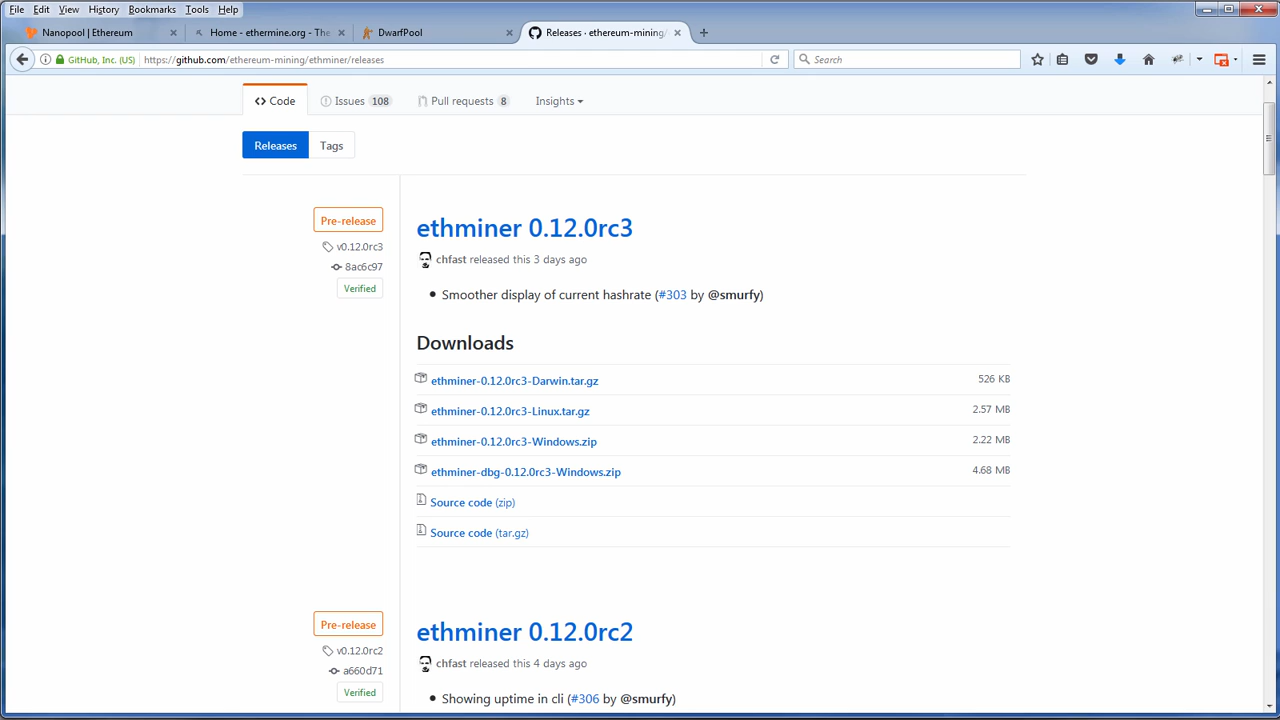 File Edit View History Bookmarks Tools Help
Nanopool | Ethereum
Home - ethermine.org - The
DwarfPool
Releases · ethereum-mining/
GitHub, Inc. (US)
https://github.com/ethereum-mining/ethminer/releases
Search
Code
Issues 108
Pull requests 8
Insights
Releases
Tags
Pre-release
v0.12.0rc3
8ac6c97
Verified
ethminer 0.12.0rc3
chfast released this 3 days ago
Smoother display of current hashrate (#303 by @smurfy)
Downloads
ethminer-0.12.0rc3-Darwin.tar.gz 526 KB
ethminer-0.12.0rc3-Linux.tar.gz 2.57 MB
ethminer-0.12.0rc3-Windows.zip 2.22 MB
ethminer-dbg-0.12.0rc3-Windows.zip 4.68 MB
Source code (zip)
Source code (tar.gz)
Pre-release
v0.12.0rc2
a660d71
Verified
ethminer 0.12.0rc2
chfast released this 4 days ago
Showing uptime in cli (#306 by @smurfy)